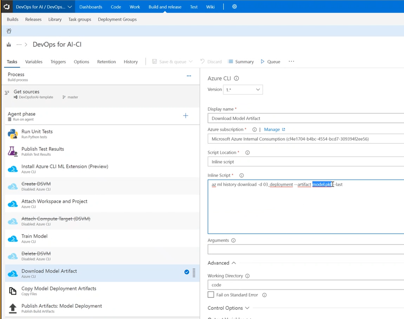 DevOps for AI / DevOps... Dashboards Code Work Build and release Test Wiki
Builds Releases Library Task groups Deployment Groups
DevOps for AI-CI
Tasks Variables Triggers Options Retention History Save & queue Discard Summary Queue ...
Process
Build process
Get sources
master
Agent phase
Run on agent
Run Unit Tests
Run Python tests
Publish Test Results
Publish Test Results
Install Azure CLI ML Extension (Preview)
Azure CLI
Create DSVM
Disabled: Azure CLI
Attach Workspace and Project
Azure CLI
Attach Compute Target (DSVM)
Disabled: Azure CLI
Train Model
Azure CLI
Delete DSVM
Disabled: Azure CLI
Download Model Artifact
Azure CLI
Copy Model Deployment Artifacts
Copy Files
Publish Artifacts: Model Deployment
Publish Build Artifacts
Azure CLI
Version 1.*
Display name *
Download Model Artifact
Azure subscription * | Manage
Microsoft Azure Internal Consumption
Script Location *
Inline script
Inline Script *
az ml history download
Arguments
Advanced
Working Directory
code
Fail on Standard Error
Control Options